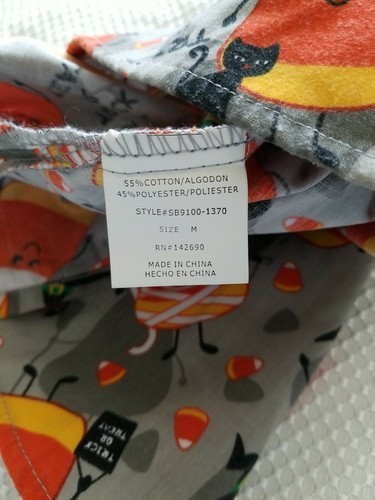 55%COTTON/ALGODON
45%POLYESTER/POLIESTER
STYLE#SB9100-1370
SIZE M
RN#142690
MADE IN CHINA
HECHO EN CHINA
TRICK
OR
TREAT